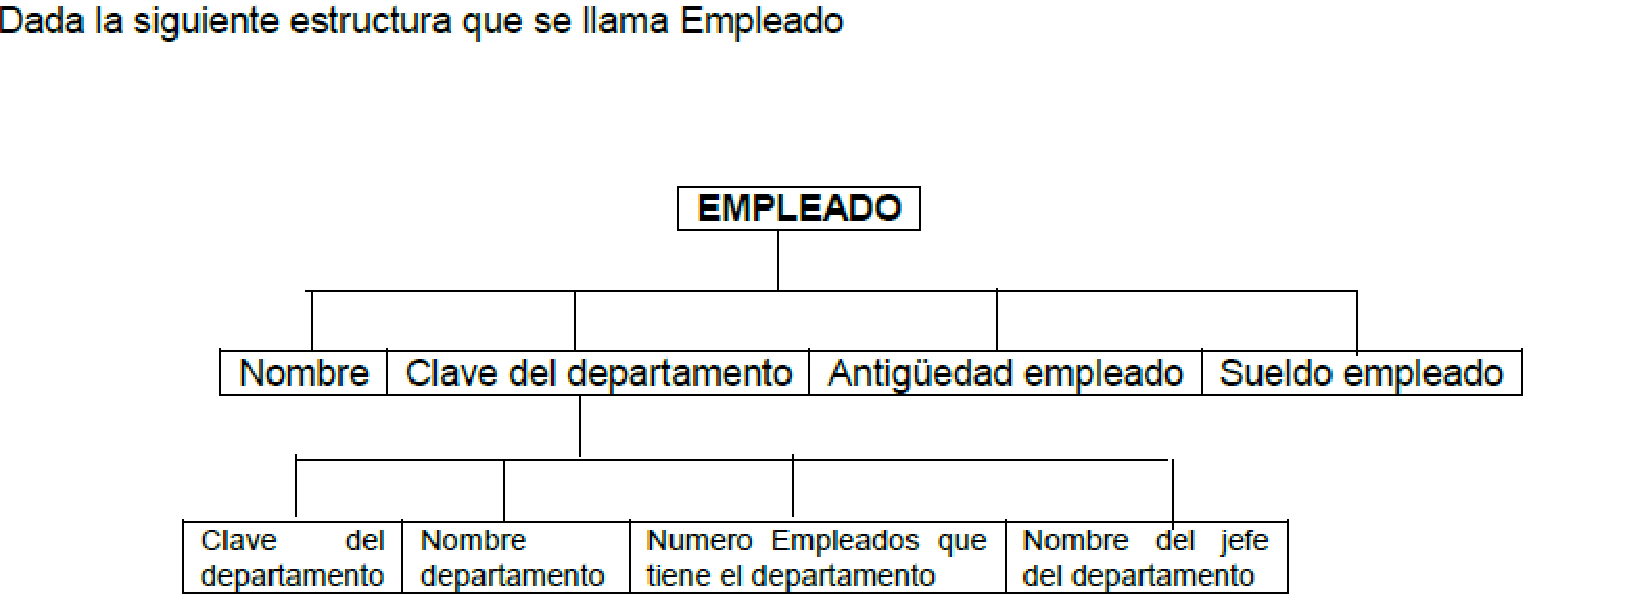 Dada la siguiente estructura que se llama Empleado
EMPLEADO
Nombre Clave del departamento Antigüedad empleado Sueldo empleado
Clave del departamento
Nombre departamento
Numero Empleados que tiene el departamento
Nombre del jefe del departamento